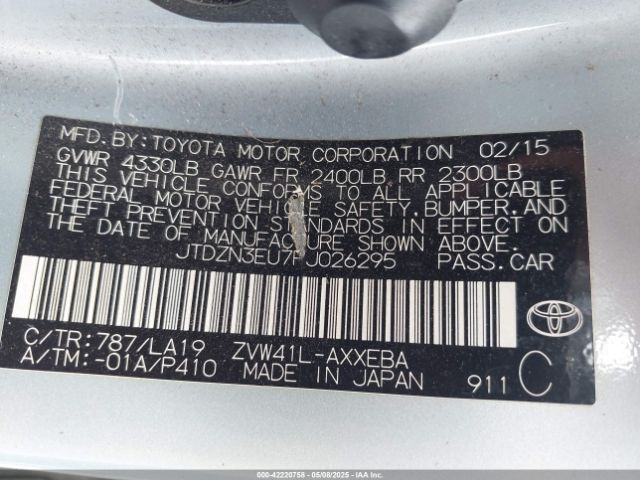 MFD. BY: TOYOTA MOTOR CORPORATION 02/15
GVWR 4330LB GAWR FR 2400LB RR 2300LB
THIS VEHICLE CONFORMS TO ALL APPLICABLE
FEDERAL MOTOR VEHICLE SAFETY, BUMPER, AND
THEFT PREVENTION STANDARDS IN EFFECT ON
THE DATE OF MANUFACTURE SHOWN ABOVE.
JTDZN3EU7FJ026295 PASS.CAR
C/TR: 787/LA19 ZVW41L-AXXEBA
A/TM: -01A/P410 MADE IN JAPAN 911 C
000-42220758 - 05/08/2025 - IAAI.COM